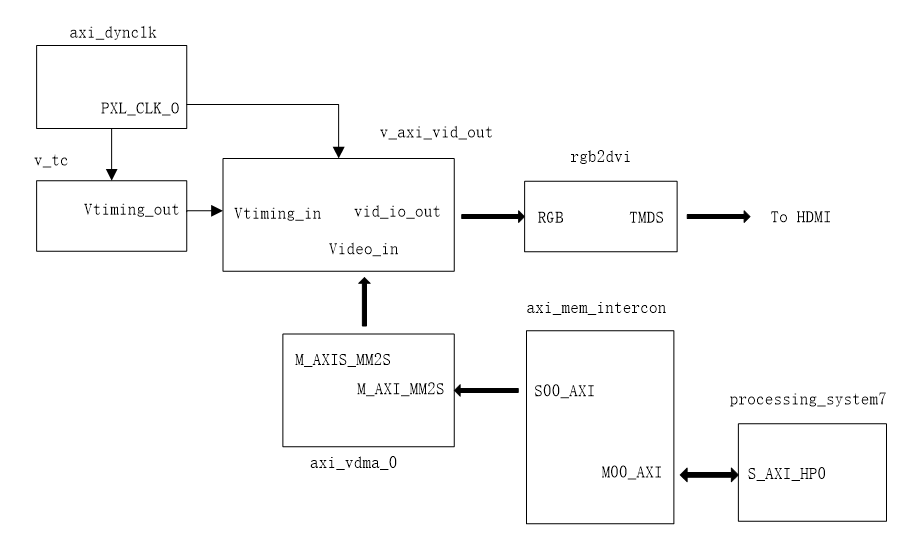 axi_dynclk
PXL_CLK_O
v_tc
Vtiming_out
v_axi_vid_out
Vtiming_in
vid_io_out
Video_in
rgb2dvi
RGB
TMDS
To HDMI
axi_mem_intercon
M_AXIS_MM2S
M_AXI_MM2S
axi_vdma_0
S00_AXI
M00_AXI
processing_system7
S_AXI_HP0